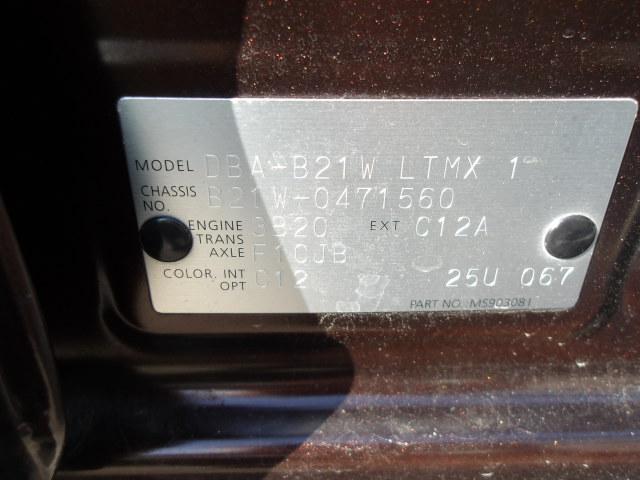 MODEL DBA-B21W LTMX 1
CHASSIS NO. B21W-0471560
ENGINE 3B20 EXT C12A
TRANS AXLE F1CJB
COLOR, INT C12 25U 067
OPT
PART NO. MS903081